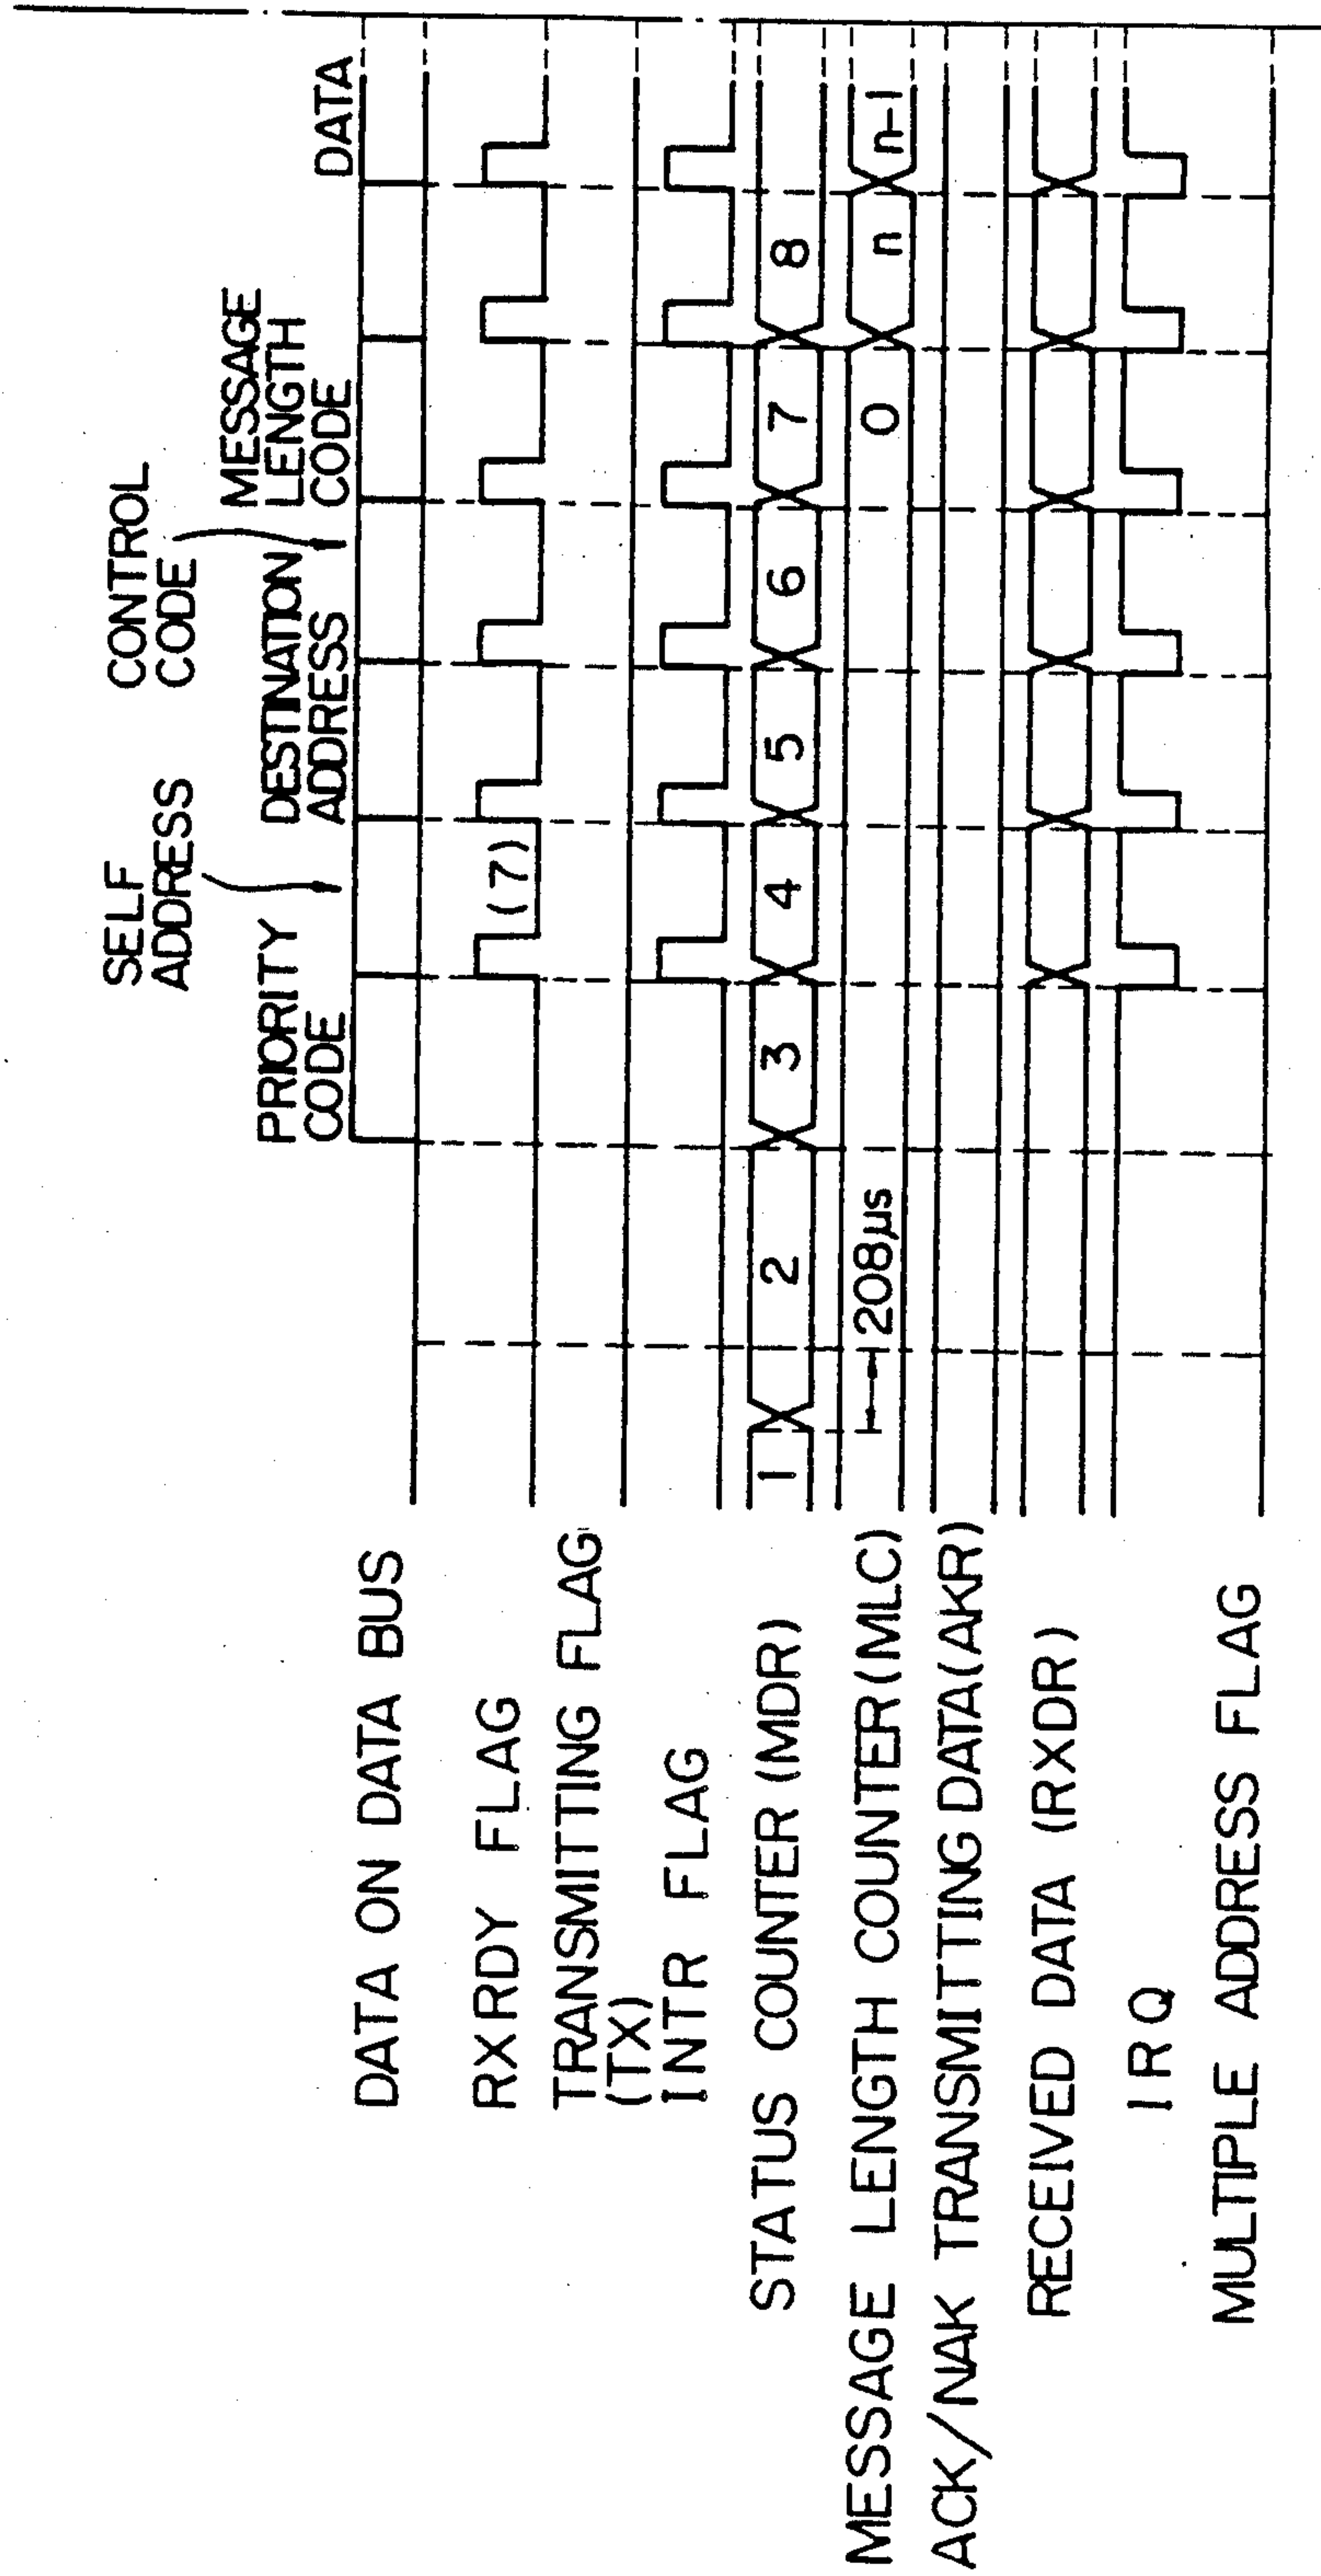 SELF
ADDRESS
CONTROL
CODE
PRIORITY
CODE
DESTINATION
ADDRESS
MESSAGE
LENGTH
CODE
DATA
DATA ON DATA BUS
RXRDY FLAG
(7)
TRANSMITTING FLAG
(TX)
INTR FLAG
STATUS COUNTER (MDR)
1 2 3 4 5 6 7 8
MESSAGE LENGTH COUNTER (MLC)
208µs 0 n n-1
ACK/NAK TRANSMITTING DATA (AKR)
RECEIVED DATA (RXDR)
IRQ
MULTIPLE ADDRESS FLAG